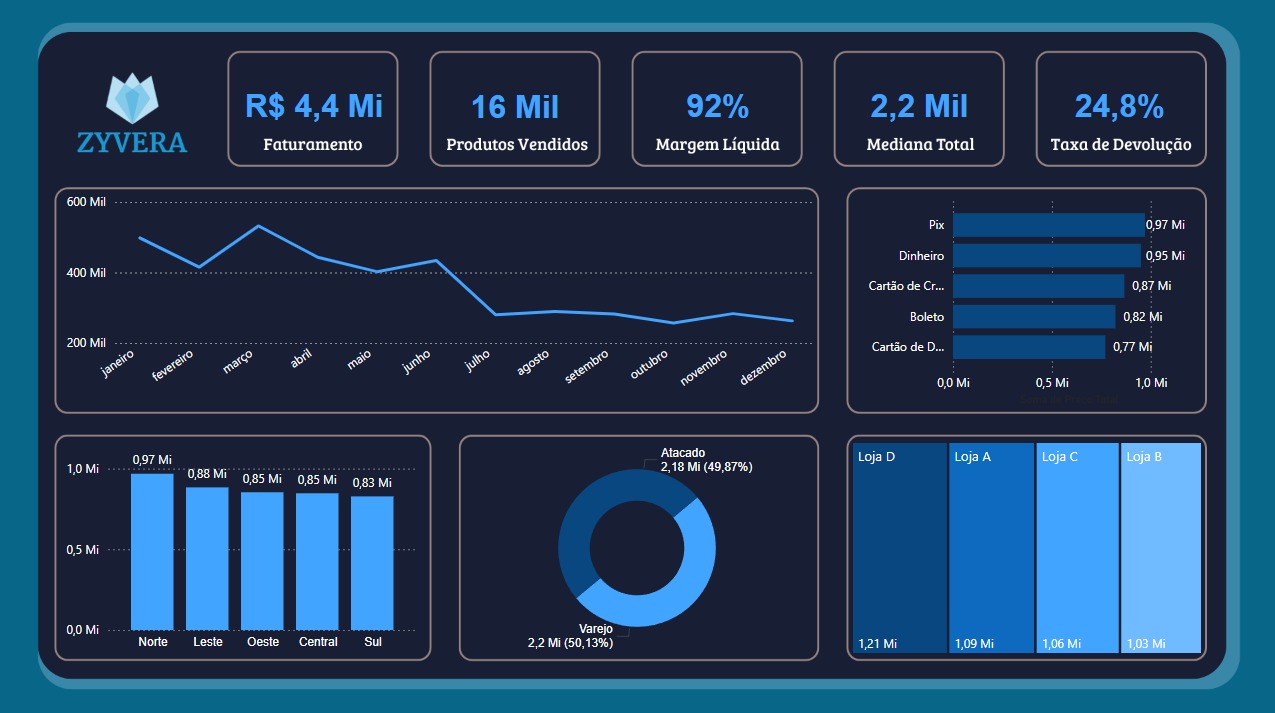 ZYVERA
R$ 4,4 Mi
Faturamento
16 Mil
Produtos Vendidos
92%
Margem Líquida
2,2 Mil
Mediana Total
24,8%
Taxa de Devolução
600 Mil
400 Mil
200 Mil
janeiro
fevereiro
março
abril
maio
junho
julho
agosto
setembro
outubro
novembro
dezembro
Pix
0,97 Mi
Dinheiro
0,95 Mi
Cartão de Cr...
0,87 Mi
Boleto
0,82 Mi
Cartão de D...
0,77 Mi
0,0 Mi
0,5 Mi
1,0 Mi
1,0 Mi
0,5 Mi
0,0 Mi
0,97 Mi
0,88 Mi
0,85 Mi
0,85 Mi
0,83 Mi
Norte
Leste
Oeste
Central
Sul
Atacado
2,18 Mi (49,87%)
Varejo
2,2 Mi (50,13%)
Loja D
1,21 Mi
Loja A
1,09 Mi
Loja C
1,06 Mi
Loja B
1,03 Mi